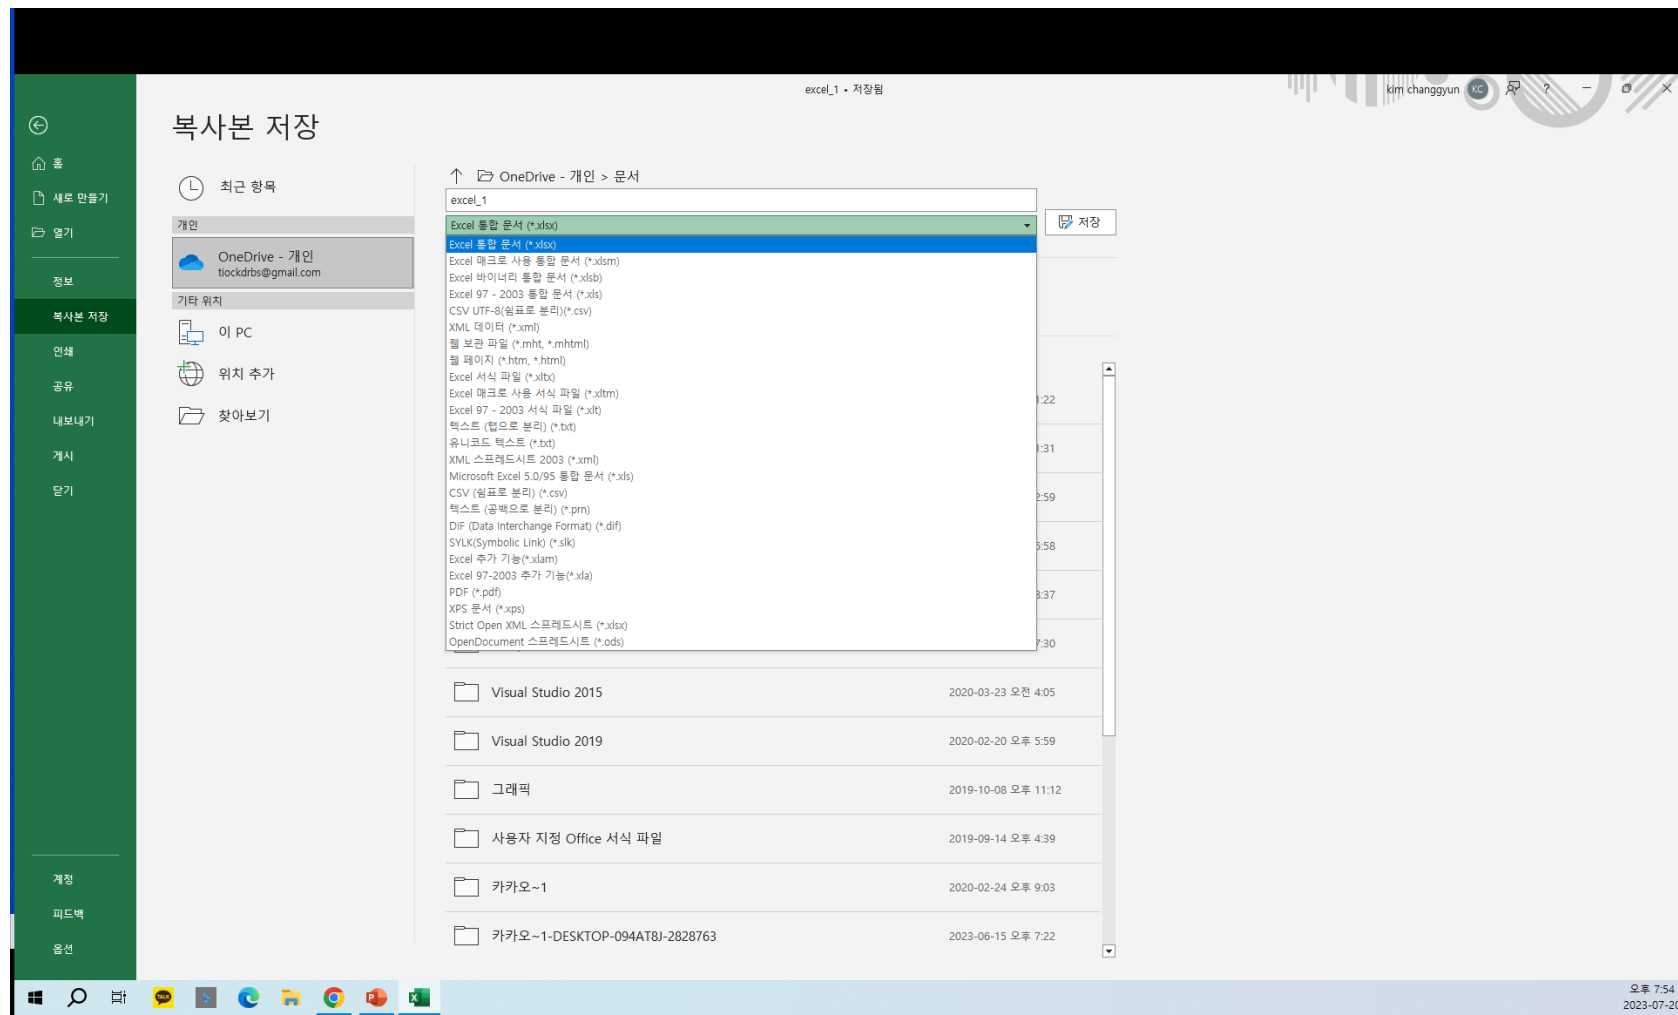 excel_1 • 저장됨
kim changgyun KC ?
복사본 저장
홈
새로 만들기
열기
정보
복사본 저장
인쇄
공유
내보내기
게시
닫기
계정
피드백
옵션
최근 항목
개인
OneDrive - 개인
tiockdrbs@gmail.com
기타 위치
이 PC
위치 추가
찾아보기
OneDrive - 개인 > 문서
excel_1
Excel 통합 문서 (*.xlsx)
저장
Excel 통합 문서 (*.xlsx)
Excel 매크로 사용 통합 문서 (*.xlsm)
Excel 바이너리 통합 문서 (*.xlsb)
Excel 97 - 2003 통합 문서 (*.xls)
CSV UTF-8(쉼표로 분리)(*.csv)
XML 데이터 (*.xml)
웹 보관 파일 (*.mht, *.mhtml)
웹 페이지 (*.htm, *.html)
Excel 서식 파일 (*.xltx)
Excel 매크로 사용 서식 파일 (*.xltm)
Excel 97 - 2003 서식 파일 (*.xlt)
텍스트 (탭으로 분리) (*.txt)
유니코드 텍스트 (*.txt)
XML 스프레드시트 2003 (*.xml)
Microsoft Excel 5.0/95 통합 문서 (*.xls)
CSV (쉼표로 분리) (*.csv)
텍스트 (공백으로 분리) (*.prn)
DIF (Data Interchange Format) (*.dif)
SYLK(Symbolic Link) (*.slk)
Excel 추가 기능(*.xlam)
Excel 97-2003 추가 기능(*.xla)
PDF (*.pdf)
XPS 문서 (*.xps)
Strict Open XML 스프레드시트 (*.xlsx)
OpenDocument 스프레드시트 (*.ods)
:22
:31
:59
:58
:37
:30
Visual Studio 2015 2020-03-23 오전 4:05
Visual Studio 2019 2020-02-20 오후 5:59
그래픽 2019-10-08 오후 11:12
사용자 지정 Office 서식 파일 2019-09-14 오후 4:39
카카오~1 2020-02-24 오후 9:03
카카오~1-DESKTOP-094AT8J-2828763 2023-06-15 오후 7:22
TALK
오후 7:54
2023-07-20